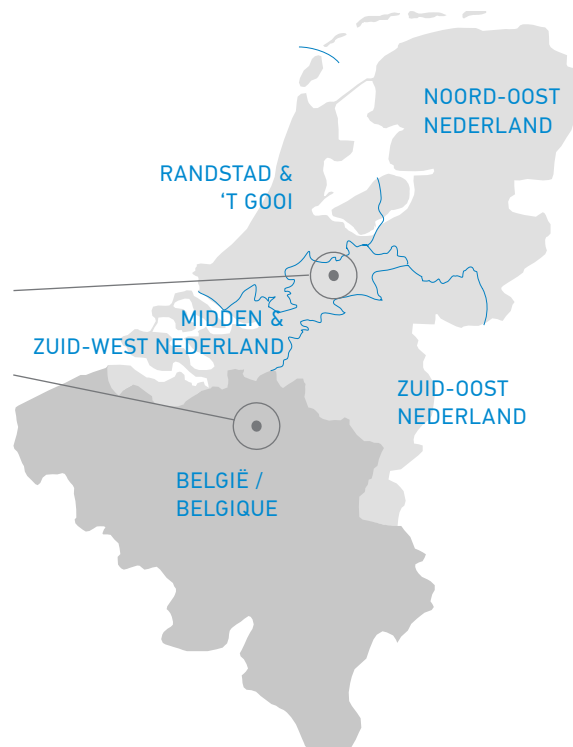 NOORD-OOST
NEDERLAND
RANDSTAD &
‘T GOOI
MIDDEN &
ZUID-WEST NEDERLAND
ZUID-OOST
NEDERLAND
BELGIË /
BELGIQUE